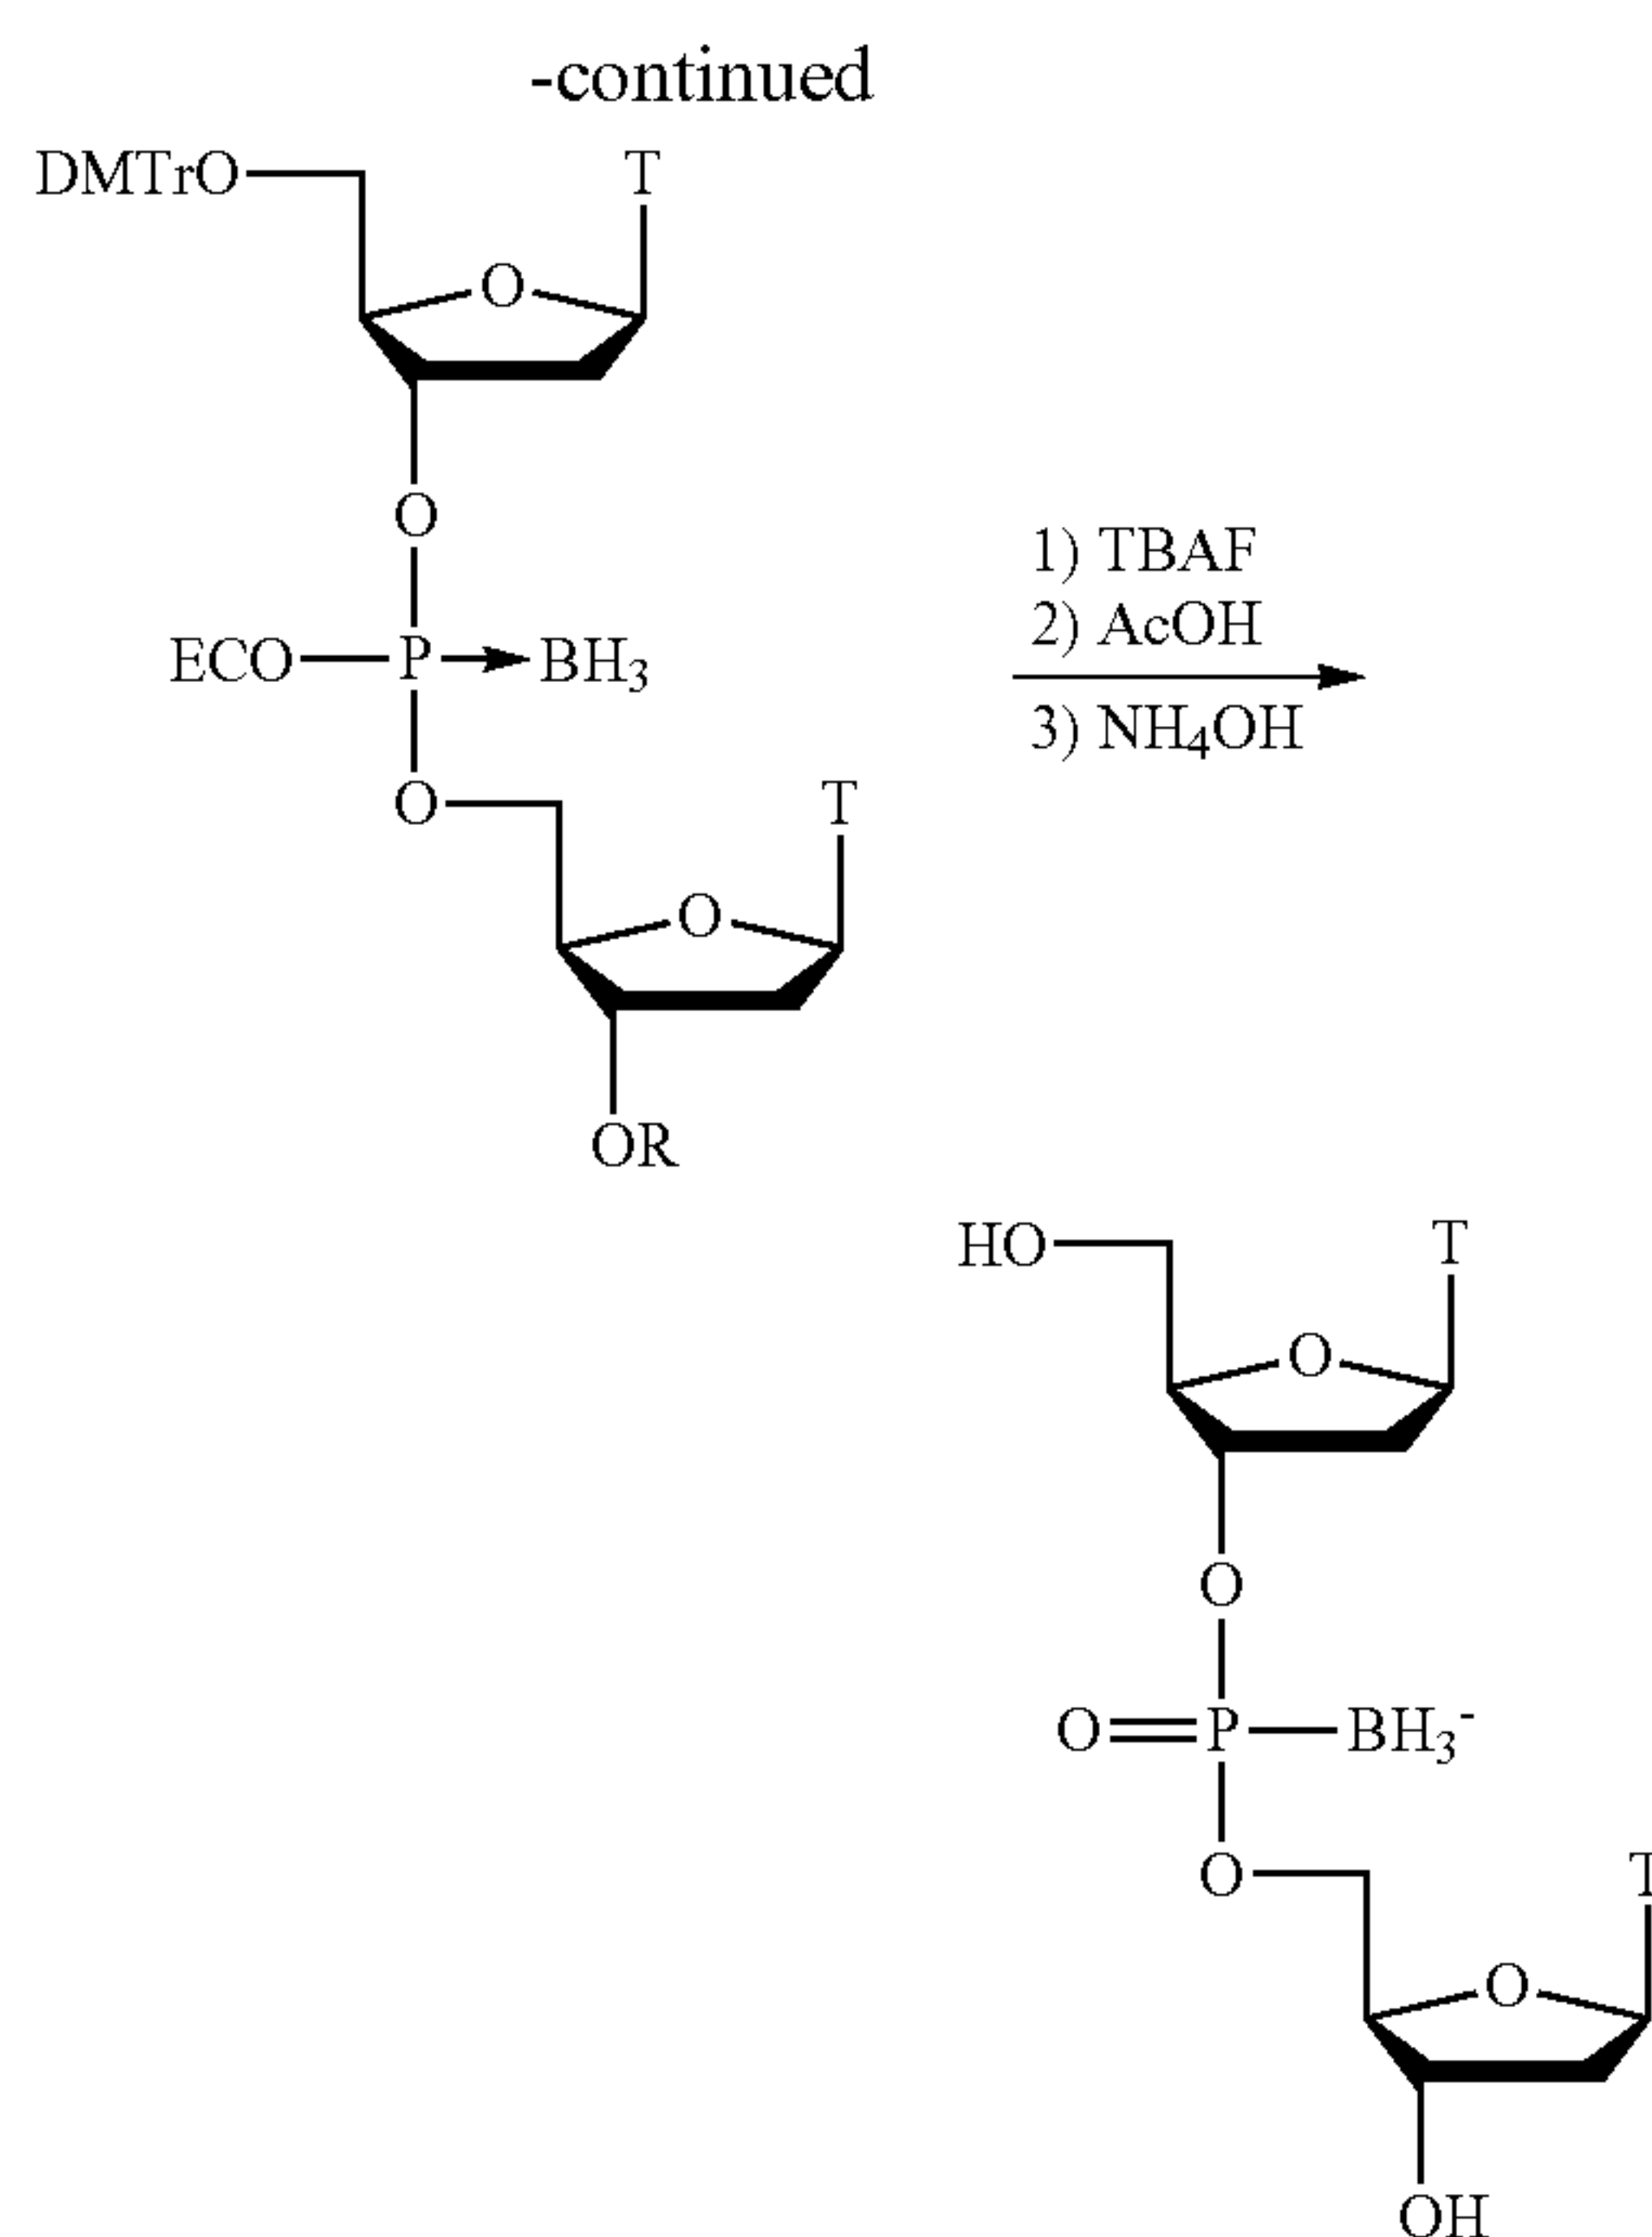 -continued
DMTrO T
O
O
1) TBAF
2) AcOH
ECO P BH3
3) NH4OH
O T
O
OR
HO T
O
O
O P BH3-
O T
O
OH